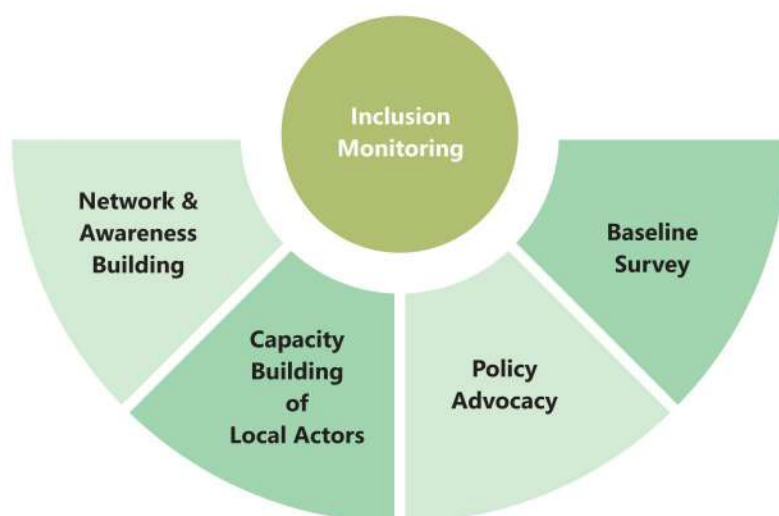 Inclusion
Monitoring
Network &
Awareness
Building
Capacity
Building
of
Local Actors
Policy
Advocacy
Baseline
Survey